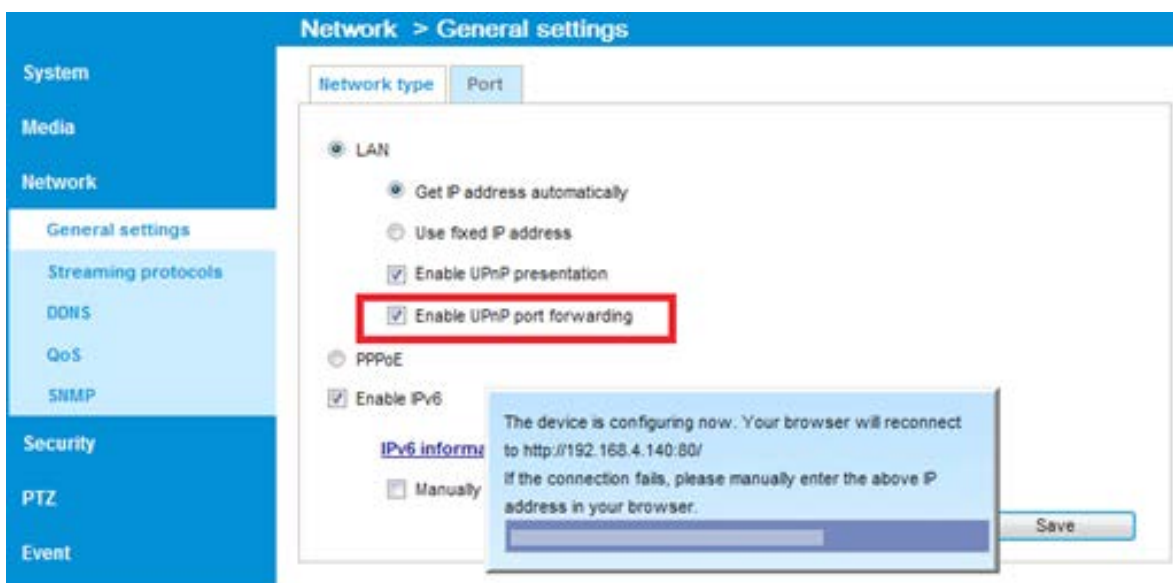 Network > General settings
System
Media
Network
General settings
Streaming protocols
DDNS
QoS
SNMP
Security
PTZ
Event
Network type
Port
LAN
Get IP address automatically
Use fixed IP address
Enable UPnP presentation
Enable UPnP port forwarding
PPPoE
Enable IPv6
IPv6 informa
Manually
The device is configuring now. Your browser will reconnect
to http://192.168.4.140:80/
If the connection fails, please manually enter the above IP
address in your browser.
Save